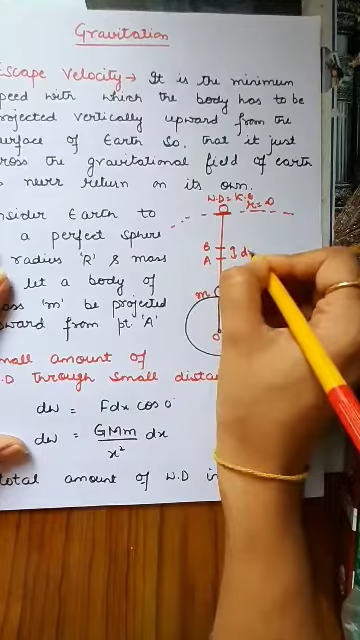 Gravitation
Escape Velocity → It is the minimum
speed with which the body has to be
projected vertically upward from the
surface of Earth so, that it just
cross the gravitational field of earth
& never return on its own.
W.D = K.E
r = ∞
Consider Earth to
a perfect sphere
radius 'R' & mass
let a body of
mass 'm' be projected
upward from pt. 'A'
B
A
dx
m
O
Small amount of
W.D through small distan
dw = Fdx cos 0°
dw = GMm/x² dx
total amount of W.D in